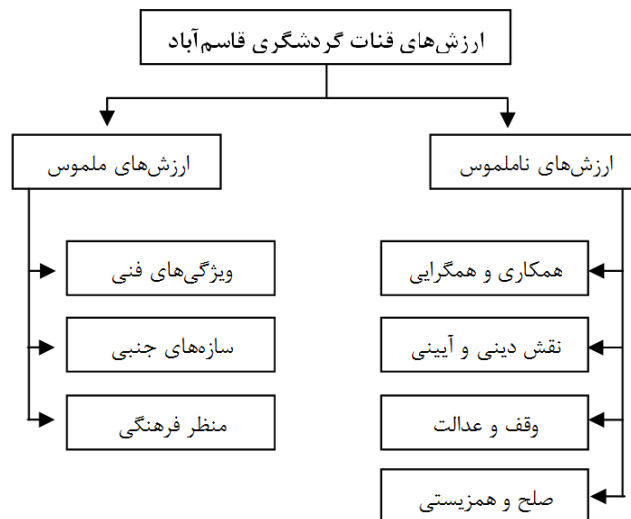 ارزش‌های قنات گردشگری قاسم‌آباد
ارزش‌های ناملموس
ارزش‌های ملموس
همکاری و همگرایی
نقش دینی و آیینی
وقف و عدالت
صلح و همزیستی
ویژگی‌های فنی
سازه‌های جنبی
منظر فرهنگی